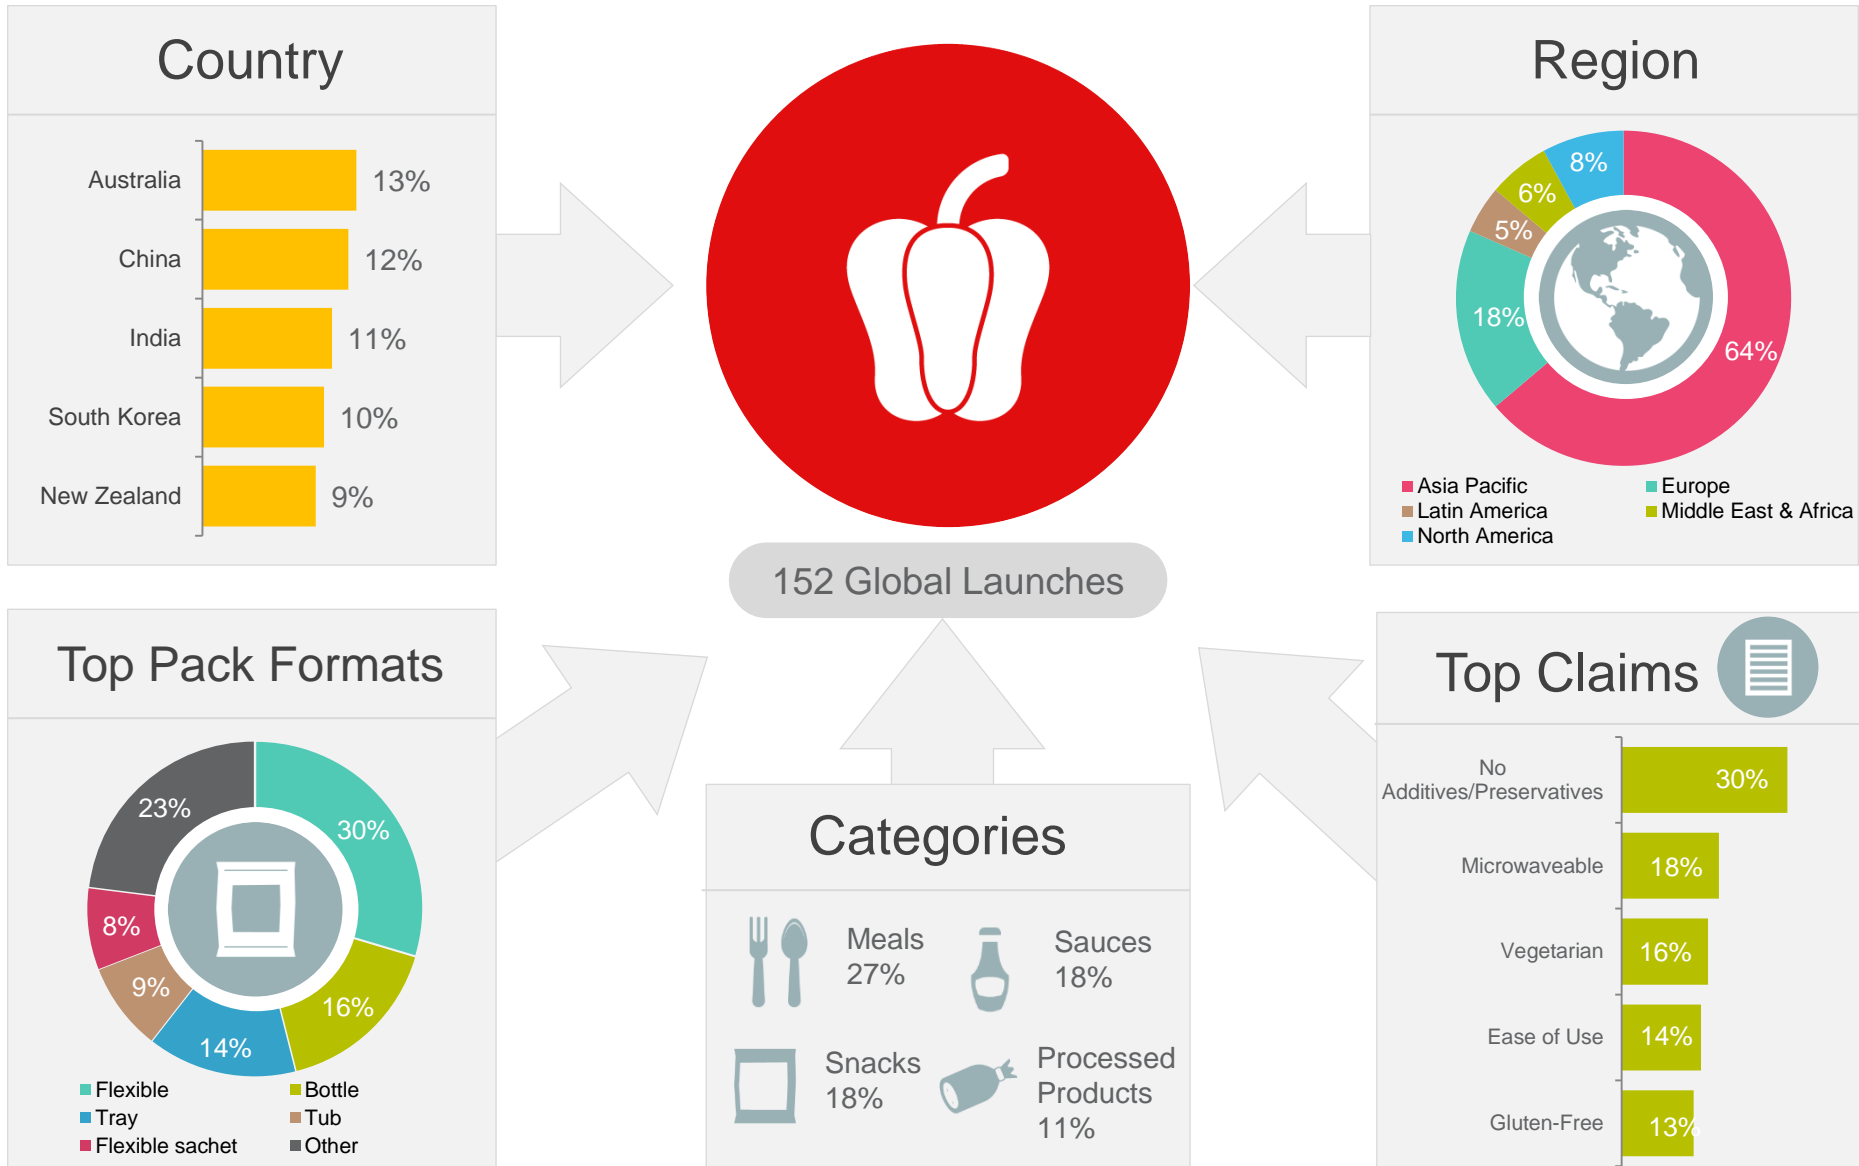 Country
Australia 13%
China 12%
India 11%
South Korea 10%
New Zealand 9%
152 Global Launches
Region
8%
6%
5%
18%
64%
Asia Pacific
Europe
Latin America
Middle East & Africa
North America
Top Pack Formats
23%
30%
8%
9%
16%
14%
Flexible
Bottle
Tray
Tub
Flexible sachet
Other
Categories
Meals
27%
Sauces
18%
Snacks
18%
Processed
Products
11%
Top Claims
No
Additives/Preservatives
30%
Microwaveable 18%
Vegetarian 16%
Ease of Use 14%
Gluten-Free 13%